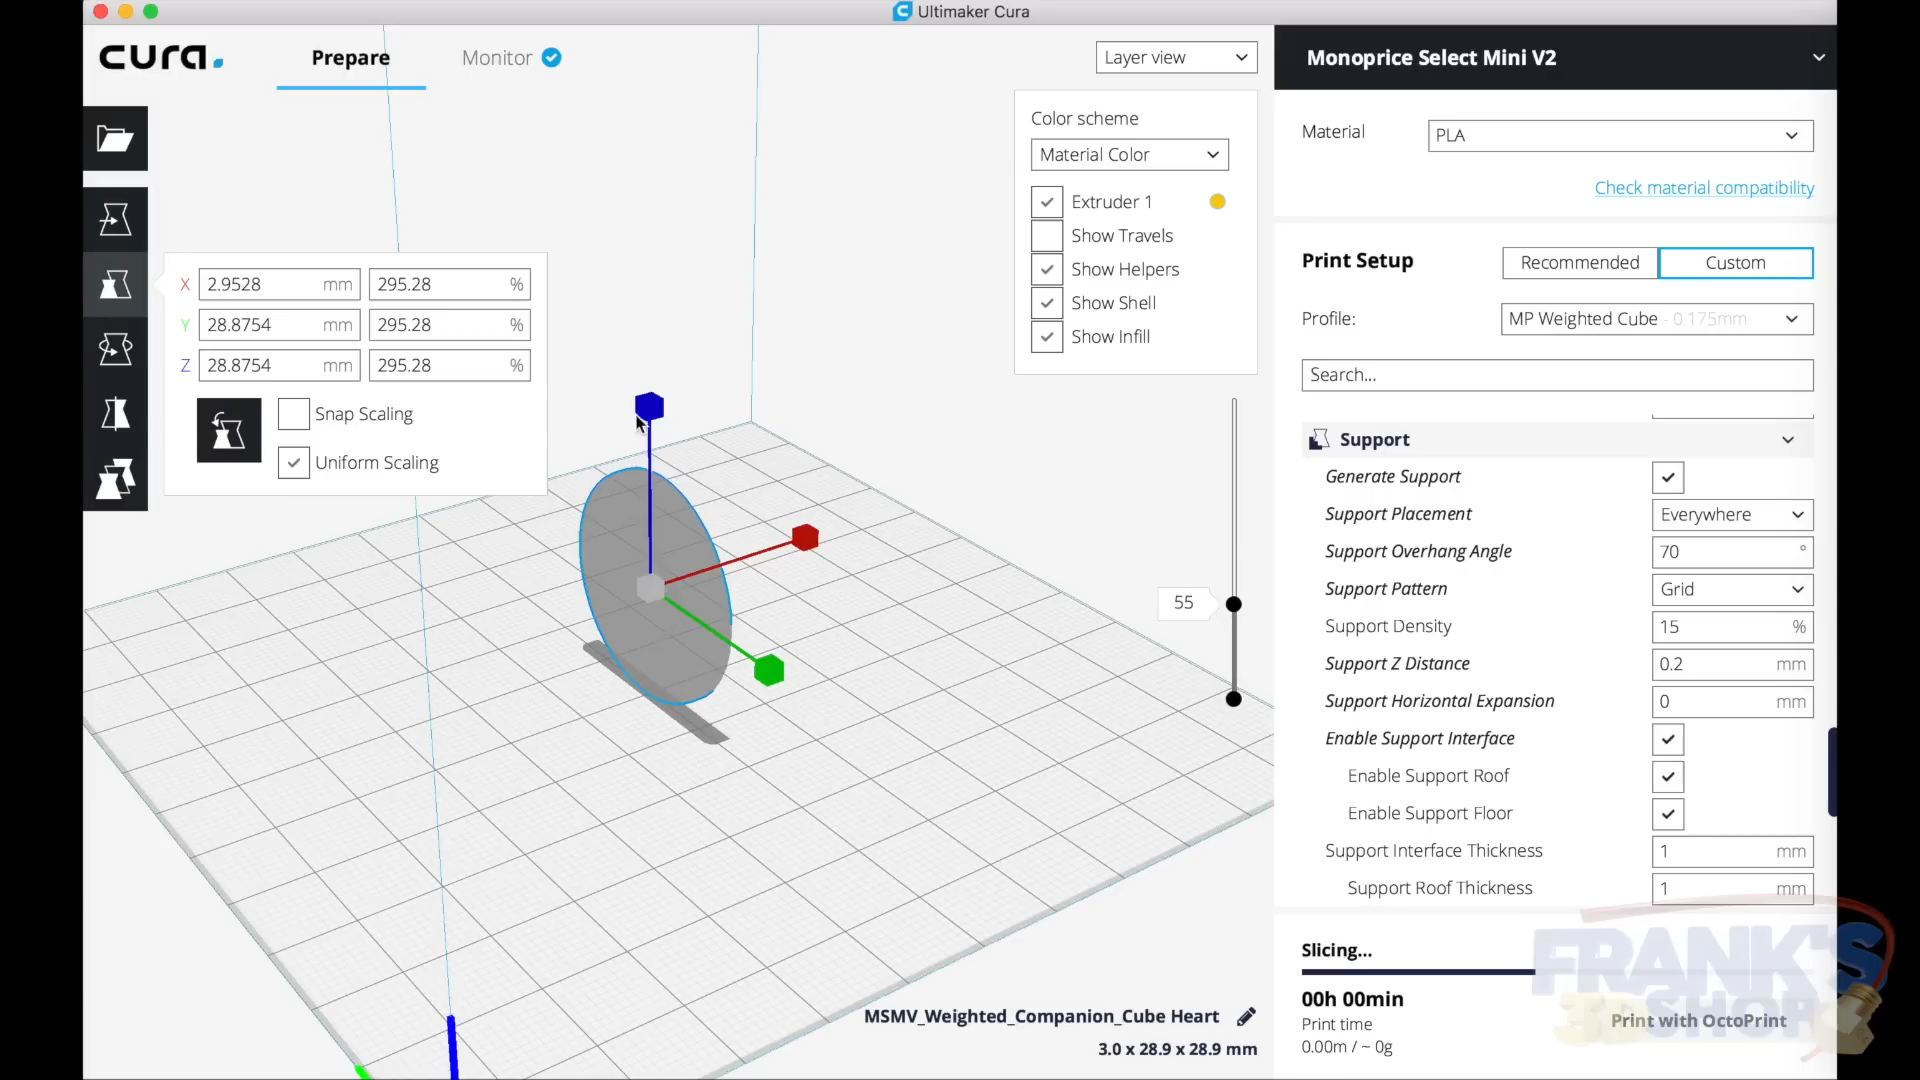 Ultimaker Cura
cura.
Prepare
Monitor
Layer view
Monoprice Select Mini V2
Color scheme
Material Color
Extruder 1
Show Travels
Show Helpers
Show Shell
Show Infill
Material
PLA
Check material compatibility
Print Setup
Recommended
Custom
Profile:
MP Weighted Cube - 0.175mm
Search...
X 2.9528 mm 295.28 %
Y 28.8754 mm 295.28 %
Z 28.8754 mm 295.28 %
Snap Scaling
Uniform Scaling
55
Support
Generate Support
Support Placement Everywhere
Support Overhang Angle 70 °
Support Pattern Grid
Support Density 15 %
Support Z Distance 0.2 mm
Support Horizontal Expansion 0 mm
Enable Support Interface
Enable Support Roof
Enable Support Floor
Support Interface Thickness 1 mm
Support Roof Thickness 1 mm
MSMV_Weighted_Companion_Cube Heart
3.0 x 28.9 x 28.9 mm
Slicing...
00h 00min
Print time
0.00m / ~ 0g
Print with OctoPrint
FRANK'S
3D SHOP